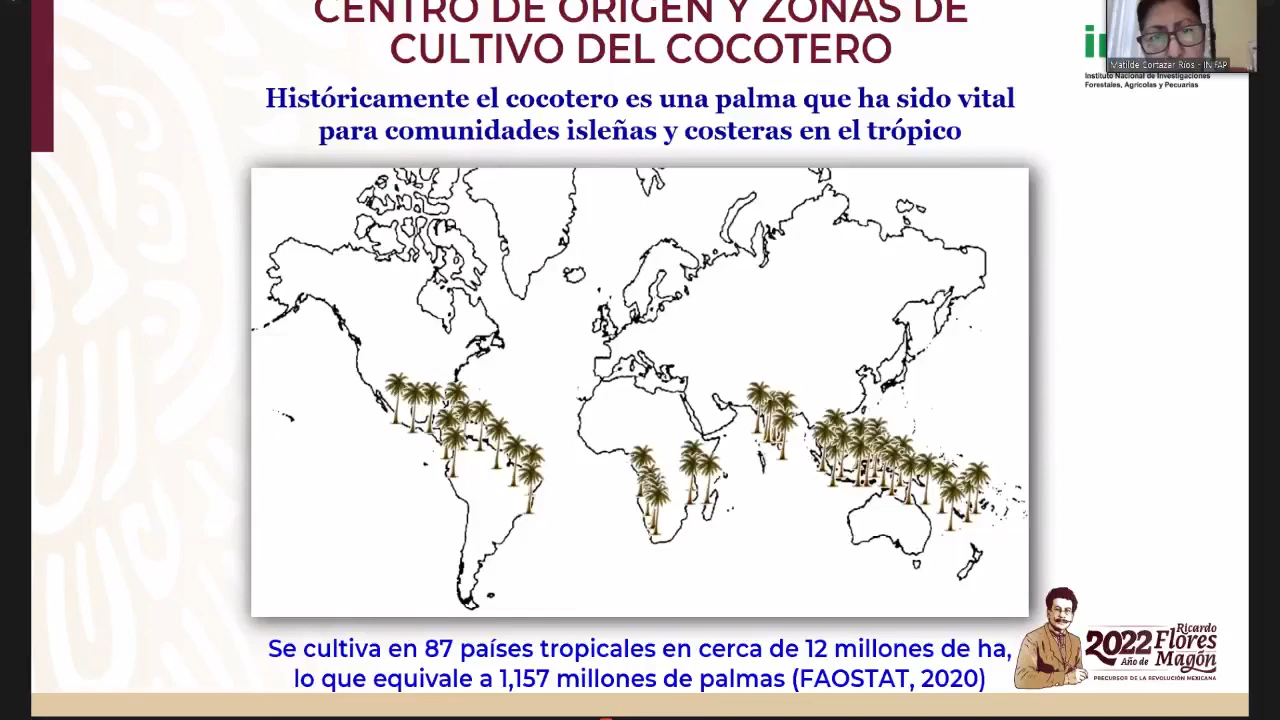 CENTRO DE ORIGEN Y ZONAS DE
CULTIVO DEL COCOTERO
Matilde Cortazar Rios - INIFAP
Instituto Nacional de Investigaciones
Forestales, Agrícolas y Pecuarias
Históricamente el cocotero es una palma que ha sido vital
para comunidades isleñas y costeras en el trópico
Se cultiva en 87 países tropicales en cerca de 12 millones de ha,
lo que equivale a 1,157 millones de palmas (FAOSTAT, 2020)
2022 Ricardo
Año de Flores
Magón
PRECURSOR DE LA REVOLUCIÓN MEXICANA